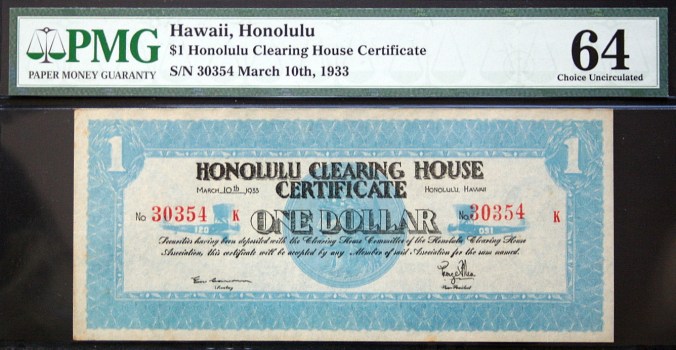 PMG
PAPER MONEY GUARANTY
Hawaii, Honolulu
$1 Honolulu Clearing House Certificate
S/N 30354 March 10th, 1933
64
Choice Uncirculated
1 1
HONOLULU CLEARING HOUSE
CERTIFICATE
MARCH 10th 1933 HONOLULU, HAWAII
No 30354 K ONE DOLLAR No 30354 K
120 051
Securities having been deposited with the Clearing House Committee of the Honolulu Clearing House
Association, this certificate will be accepted by any Member of said Association for the sum named.
Secretary Vice-President